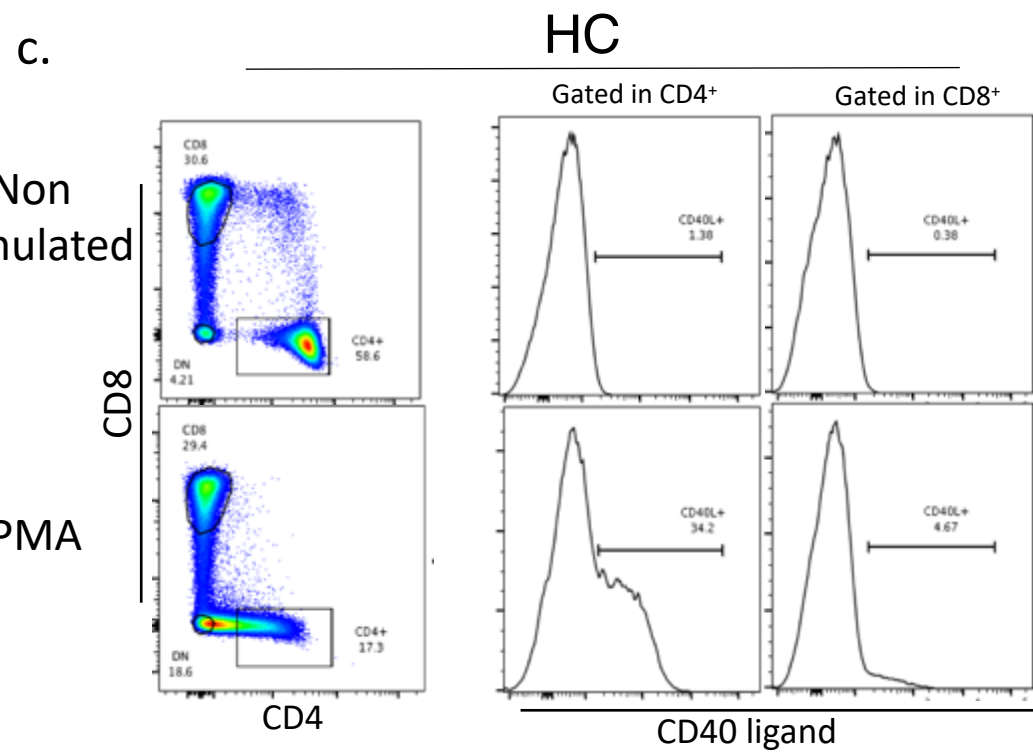 c.
HC
Gated in CD4+
Gated in CD8+
Non
mulated
CD8
30.6
DN
4.21
CD4+
58.6
CD40L+
1.38
CD40L+
0.38
CD8
PMA
CD8
29.4
DN
18.6
CD4+
17.3
CD40L+
34.2
CD40L+
4.67
CD4
CD40 ligand